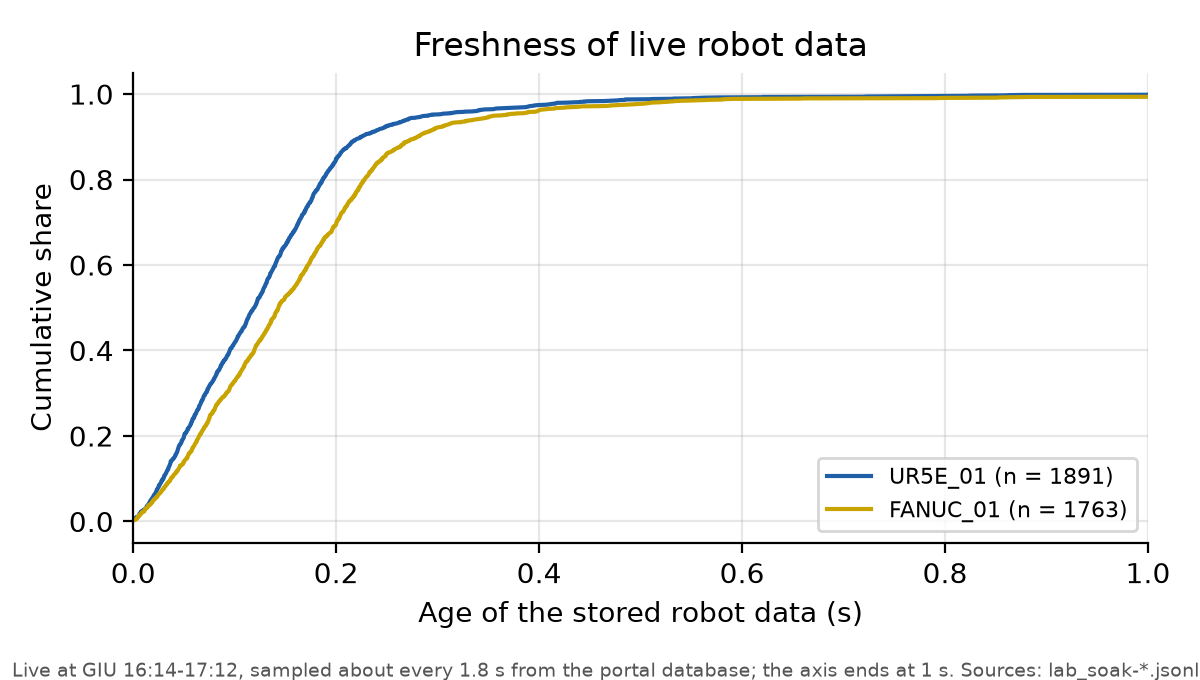 Freshness of live robot data
1.0
0.8
0.6
0.4
0.2
0.0
Cumulative share
UR5E_01 (n = 1891)
FANUC_01 (n = 1763)
0.0 0.2 0.4 0.6 0.8 1.0
Age of the stored robot data (s)
Live at GIU 16:14-17:12, sampled about every 1.8 s from the portal database; the axis ends at 1 s. Sources: lab_soak-*.jsonl